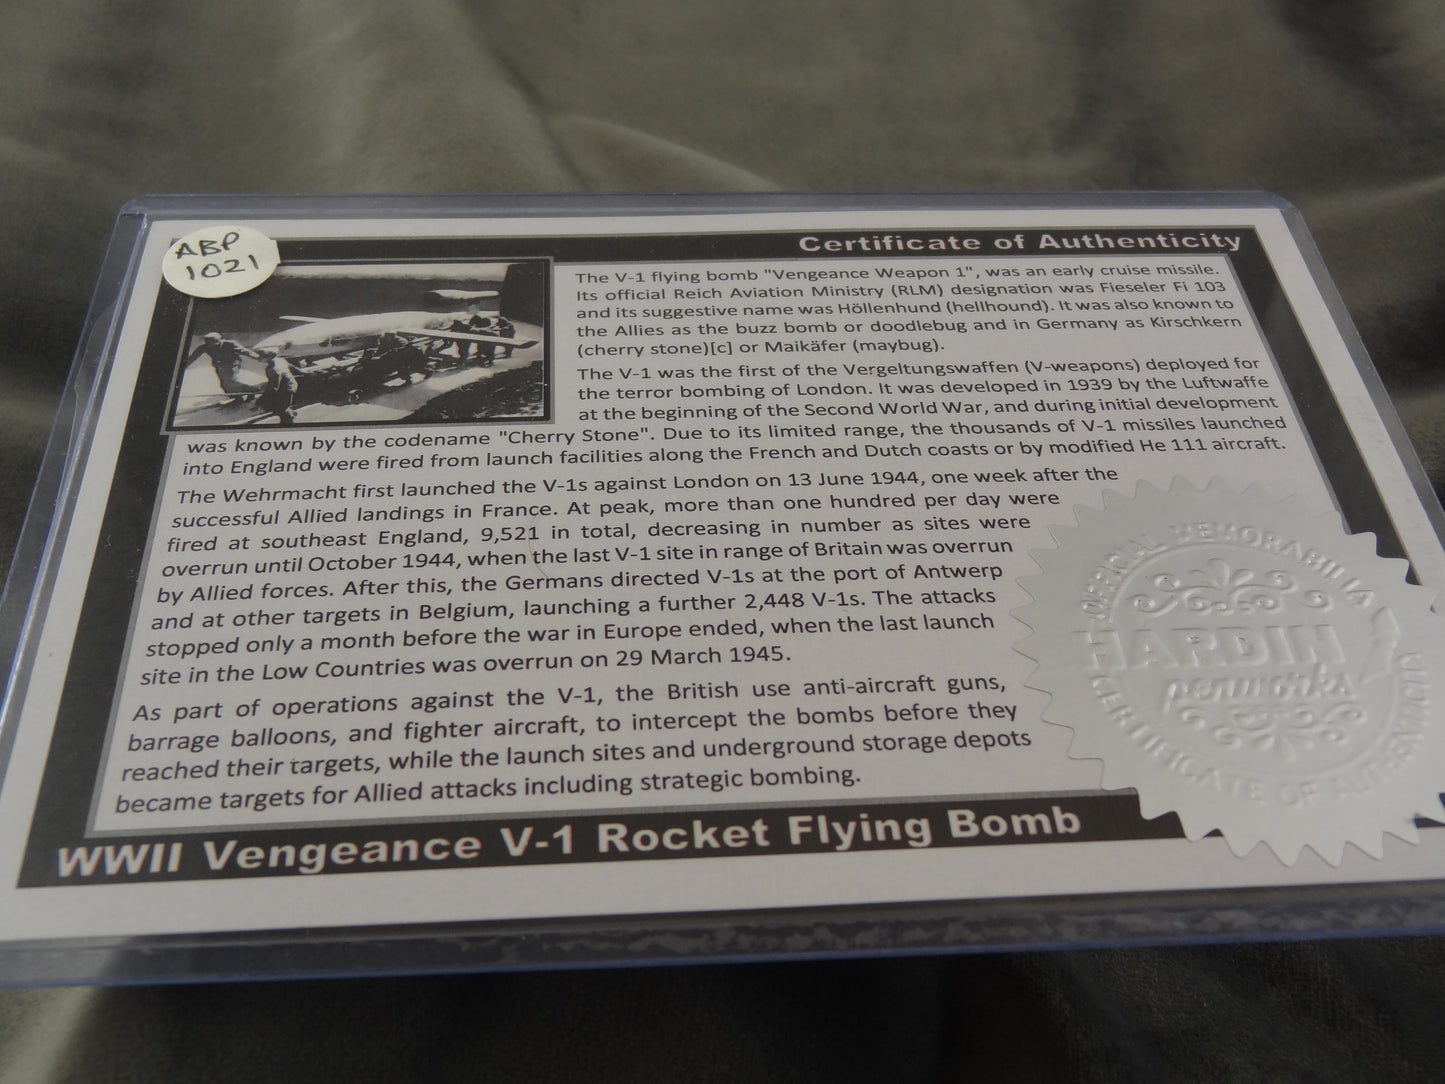 ABP
1021
Certificate of Authenticity
The V-1 flying bomb "Vengeance Weapon 1", was an early cruise missile.
Its official Reich Aviation Ministry (RLM) designation was Fieseler Fi 103
and its suggestive name was Höllenhund (hellhound). It was also known to
the Allies as the buzz bomb or doodlebug and in Germany as Kirschkern
(cherry stone)[c] or Maikäfer (maybug).
The V-1 was the first of the Vergeltungswaffen (V-weapons) deployed for
the terror bombing of London. It was developed in 1939 by the Luftwaffe
at the beginning of the Second World War, and during initial development
was known by the codename "Cherry Stone". Due to its limited range, the thousands of V-1 missiles launched
into England were fired from launch facilities along the French and Dutch coasts or by modified He 111 aircraft.
The Wehrmacht first launched the V-1s against London on 13 June 1944, one week after the
successful Allied landings in France. At peak, more than one hundred per day were
fired at southeast England, 9,521 in total, decreasing in number as sites were
overrun until October 1944, when the last V-1 site in range of Britain was overrun
by Allied forces. After this, the Germans directed V-1s at the port of Antwerp
and at other targets in Belgium, launching a further 2,448 V-1s. The attacks
stopped only a month before the war in Europe ended, when the last launch
site in the Low Countries was overrun on 29 March 1945.
As part of operations against the V-1, the British use anti-aircraft guns,
barrage balloons, and fighter aircraft, to intercept the bombs before they
reached their targets, while the launch sites and underground storage depots
became targets for Allied attacks including strategic bombing.
OFFICIAL MEMORABILIA
HARDIN
penworks
CERTIFICATE OF AUTHENTICITY
WWII Vengeance V-1 Rocket Flying Bomb